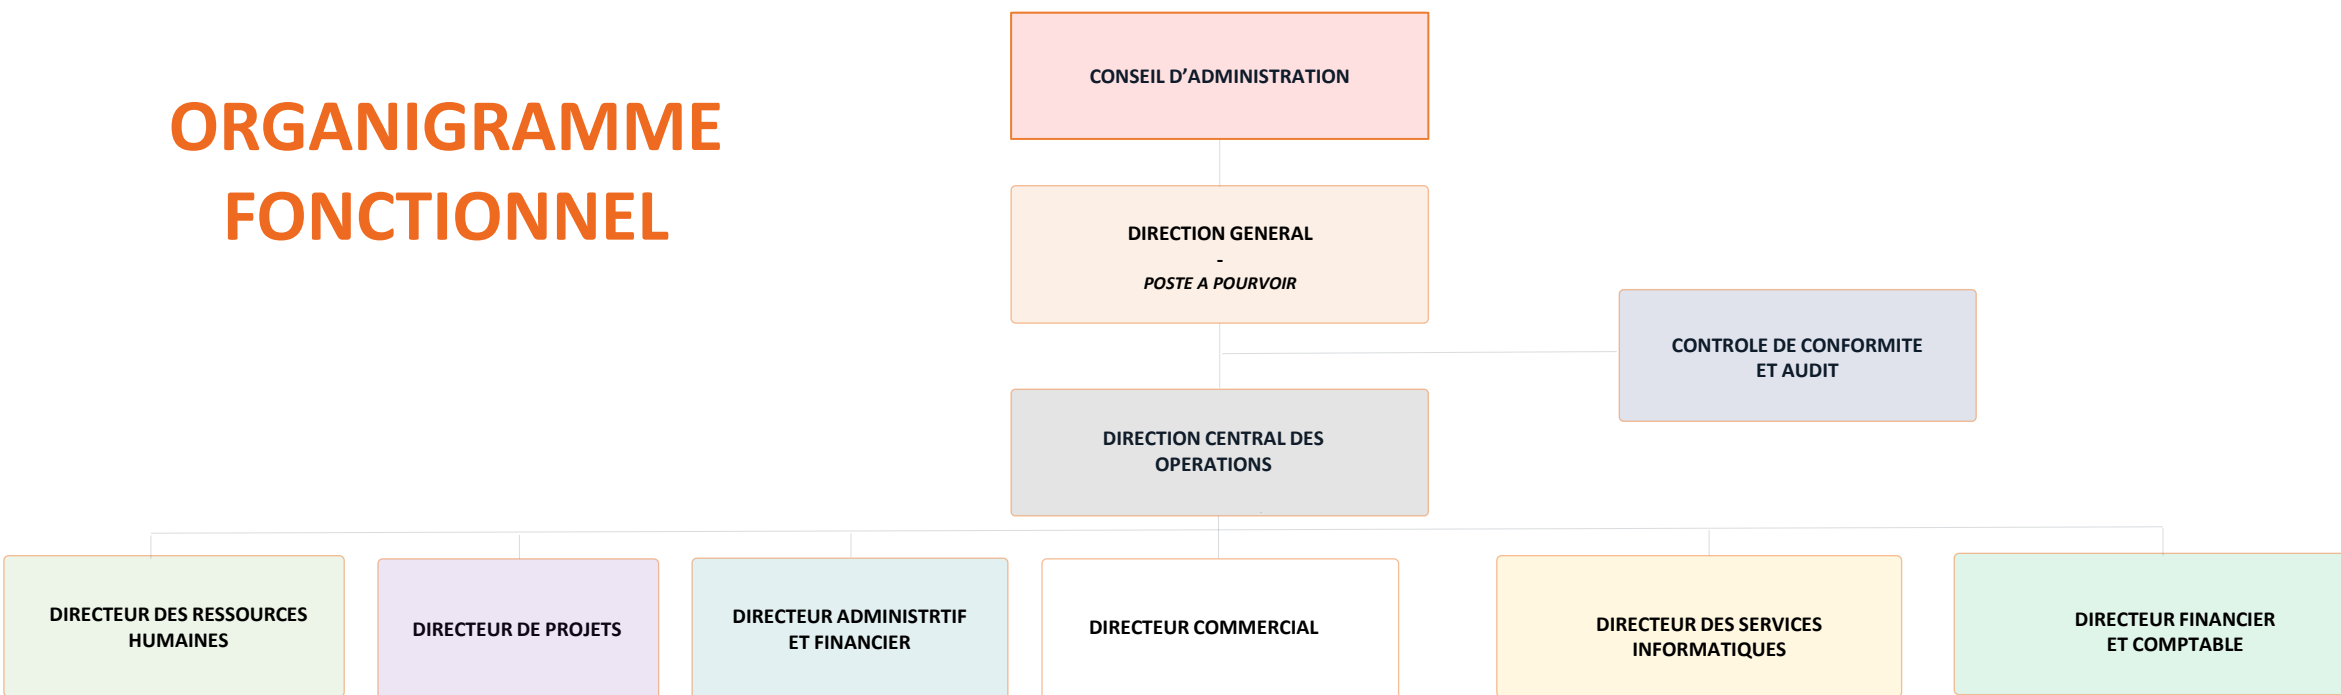 ORGANIGRAMME
FONCTIONNEL
CONSEIL D’ADMINISTRATION
DIRECTION GENERAL
-
POSTE A POURVOIR
CONTROLE DE CONFORMITE
ET AUDIT
DIRECTION CENTRAL DES
OPERATIONS
DIRECTEUR DES RESSOURCES
HUMAINES
DIRECTEUR DE PROJETS
DIRECTEUR ADMINISTRTIF
ET FINANCIER
DIRECTEUR COMMERCIAL
DIRECTEUR DES SERVICES
INFORMATIQUES
DIRECTEUR FINANCIER
ET COMPTABLE